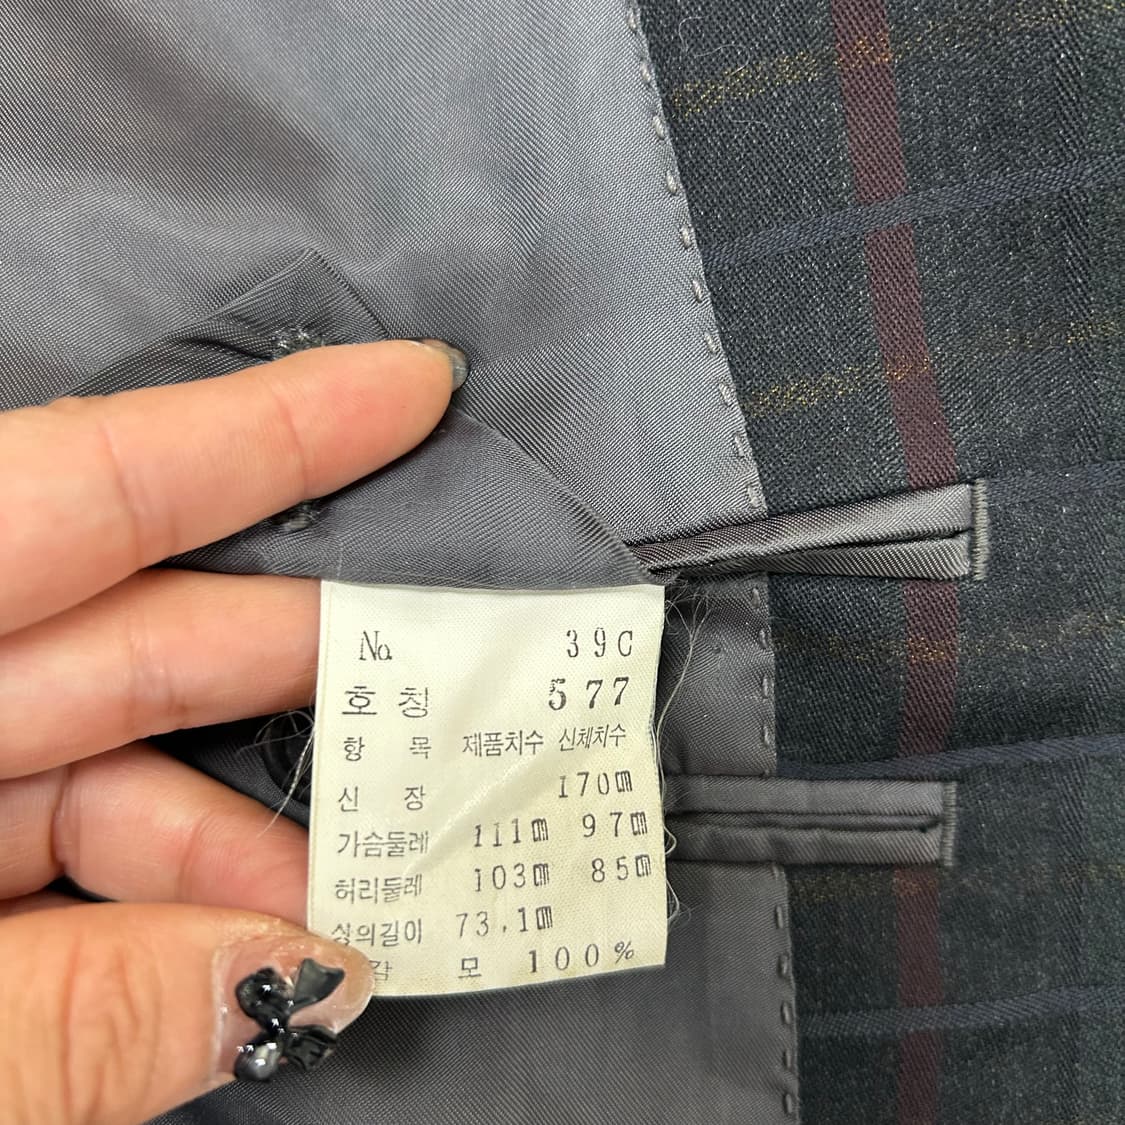 No. 39C
호칭 577
항목 제품치수 신체치수
신장 170cm
가슴둘레 111cm 97cm
허리둘레 103cm 85cm
상의길이 73.1cm
감 모 100%